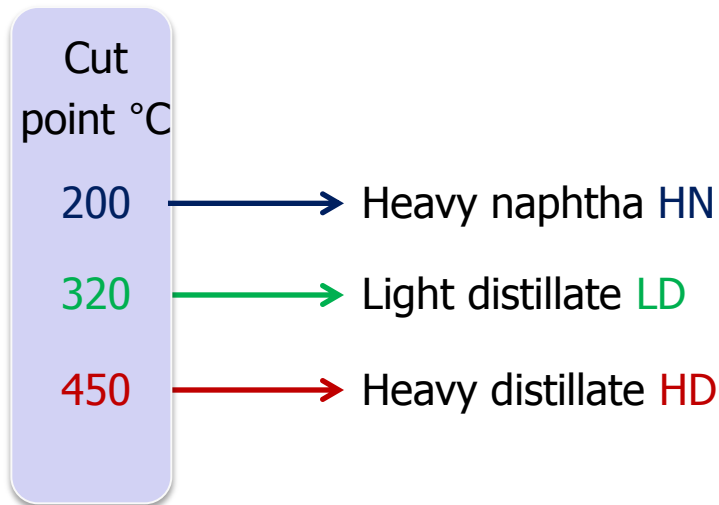 Cut
point °C
200 Heavy naphtha HN
320 Light distillate LD
450 Heavy distillate HD